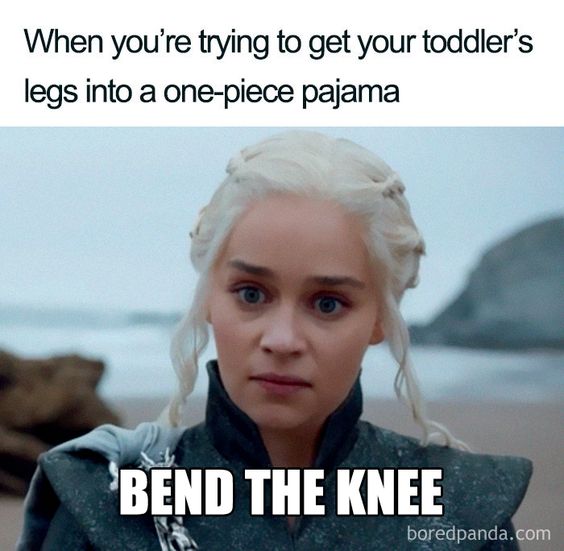 When you’re trying to get your toddler’s
legs into a one-piece pajama
BEND THE KNEE
boredpanda.com